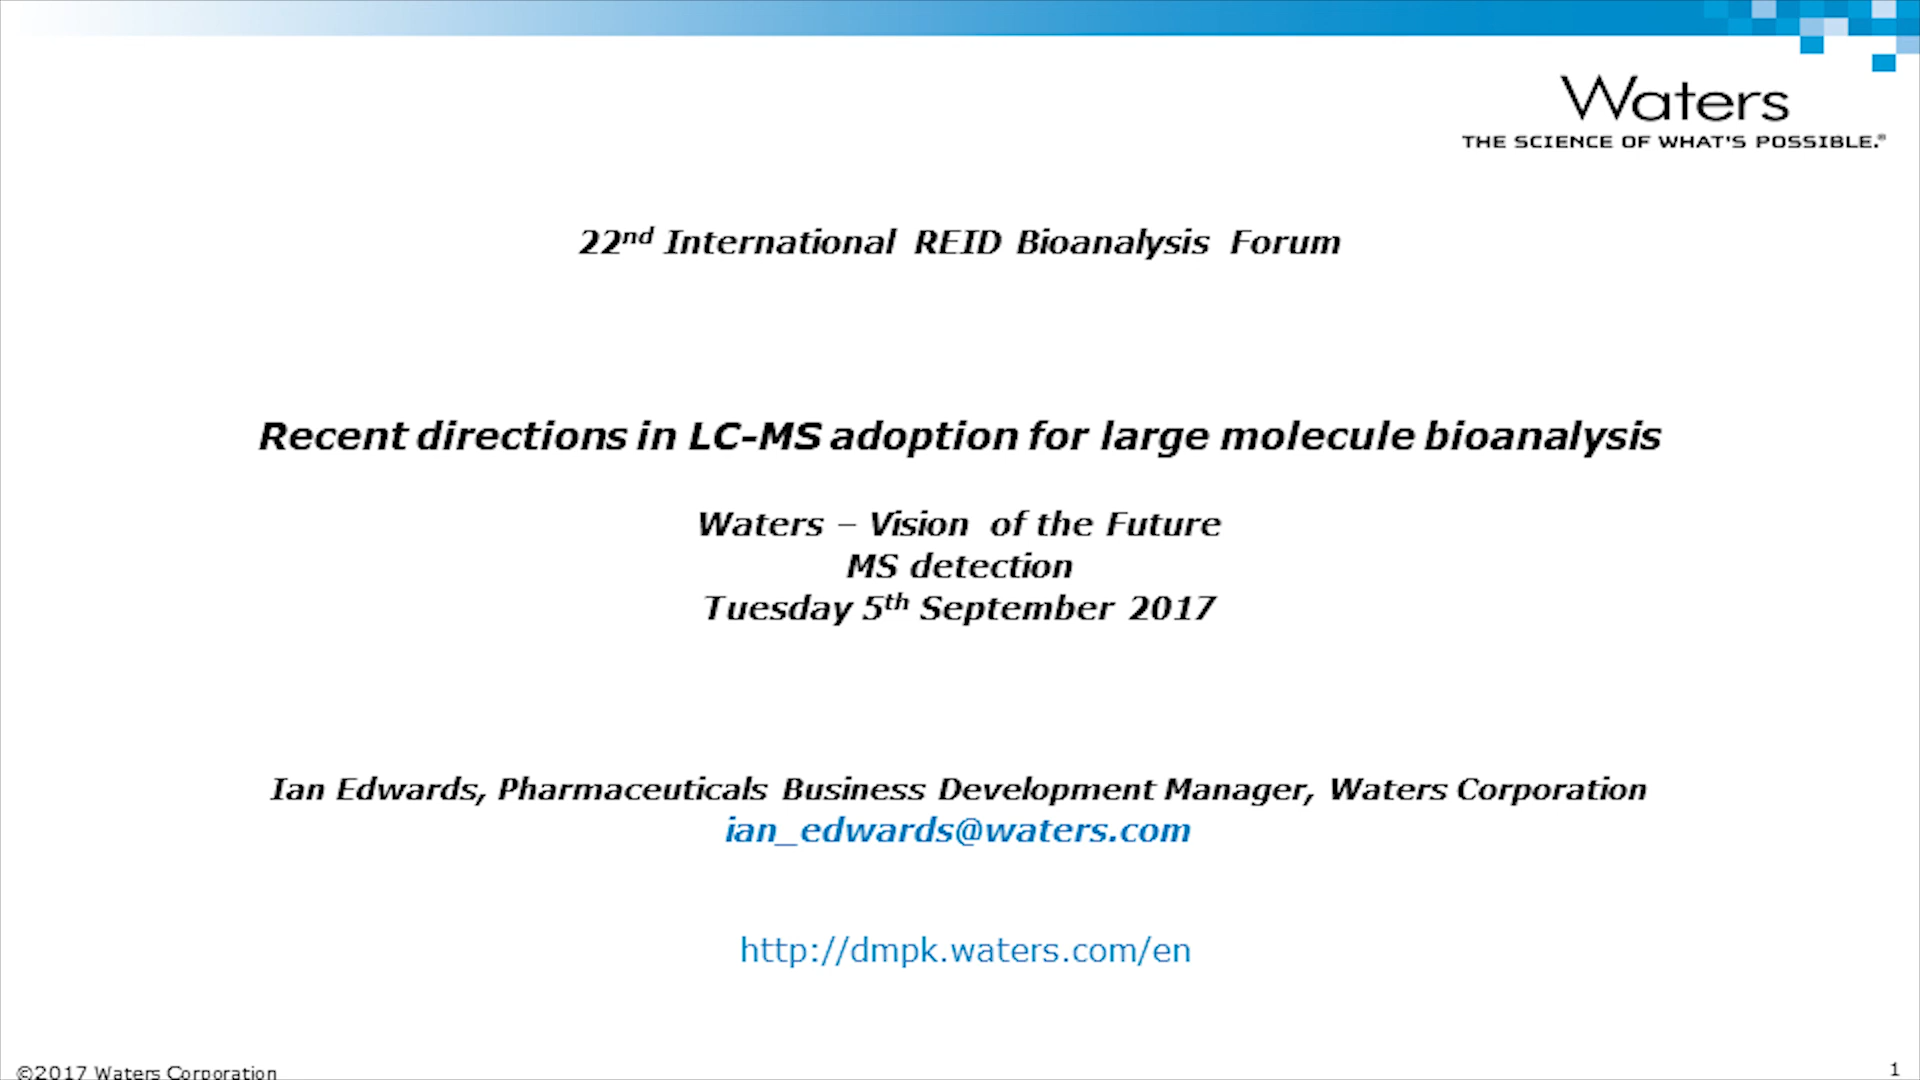 Waters
THE SCIENCE OF WHAT'S POSSIBLE.®
22nd International REID Bioanalysis Forum
Recent directions in LC-MS adoption for large molecule bioanalysis
Waters – Vision of the Future
MS detection
Tuesday 5th September 2017
Ian Edwards, Pharmaceuticals Business Development Manager, Waters Corporation
ian_edwards@waters.com
http://dmpk.waters.com/en
©2017 Waters Corporation
1